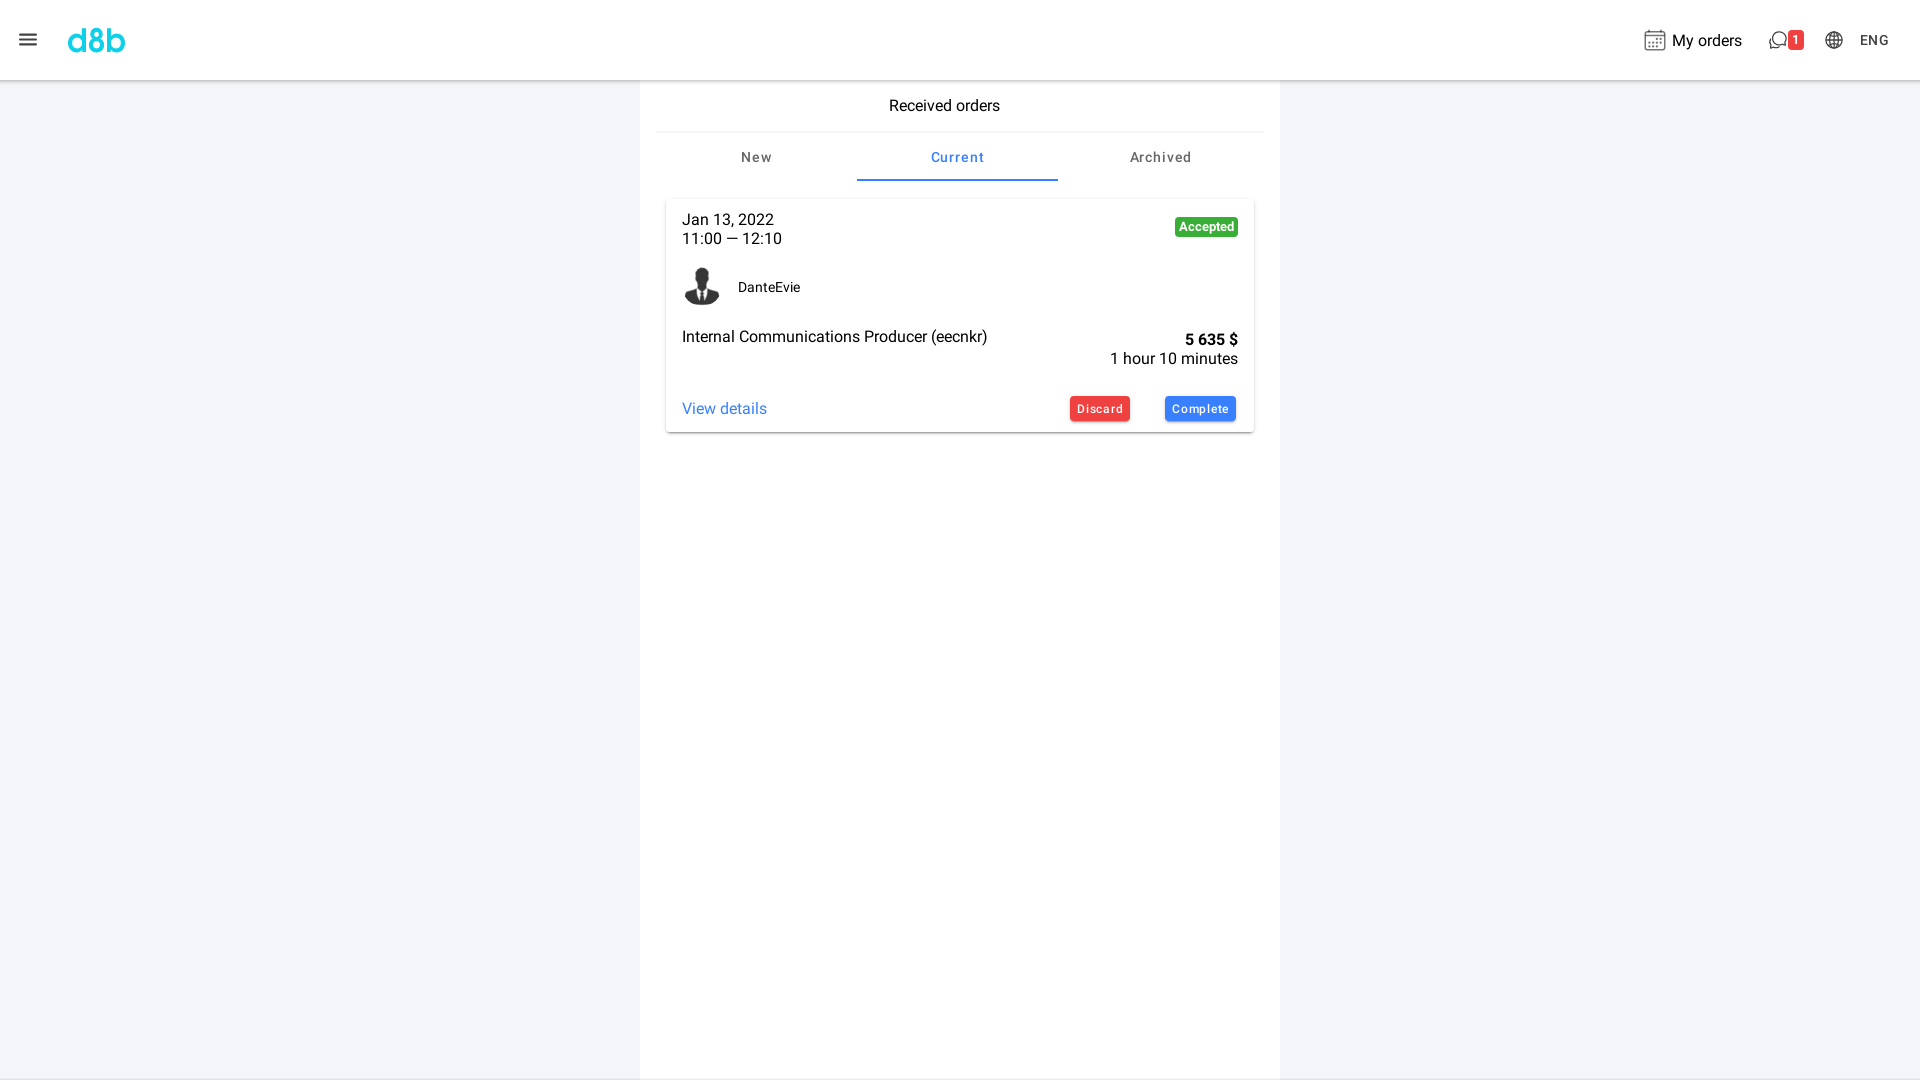 d8b
My orders
1
ENG
Received orders
New
Current
Archived
Jan 13, 2022
11:00 — 12:10
Accepted
DanteEvie
Internal Communications Producer (eecnkr)
5 635 $
1 hour 10 minutes
View details
Discard
Complete